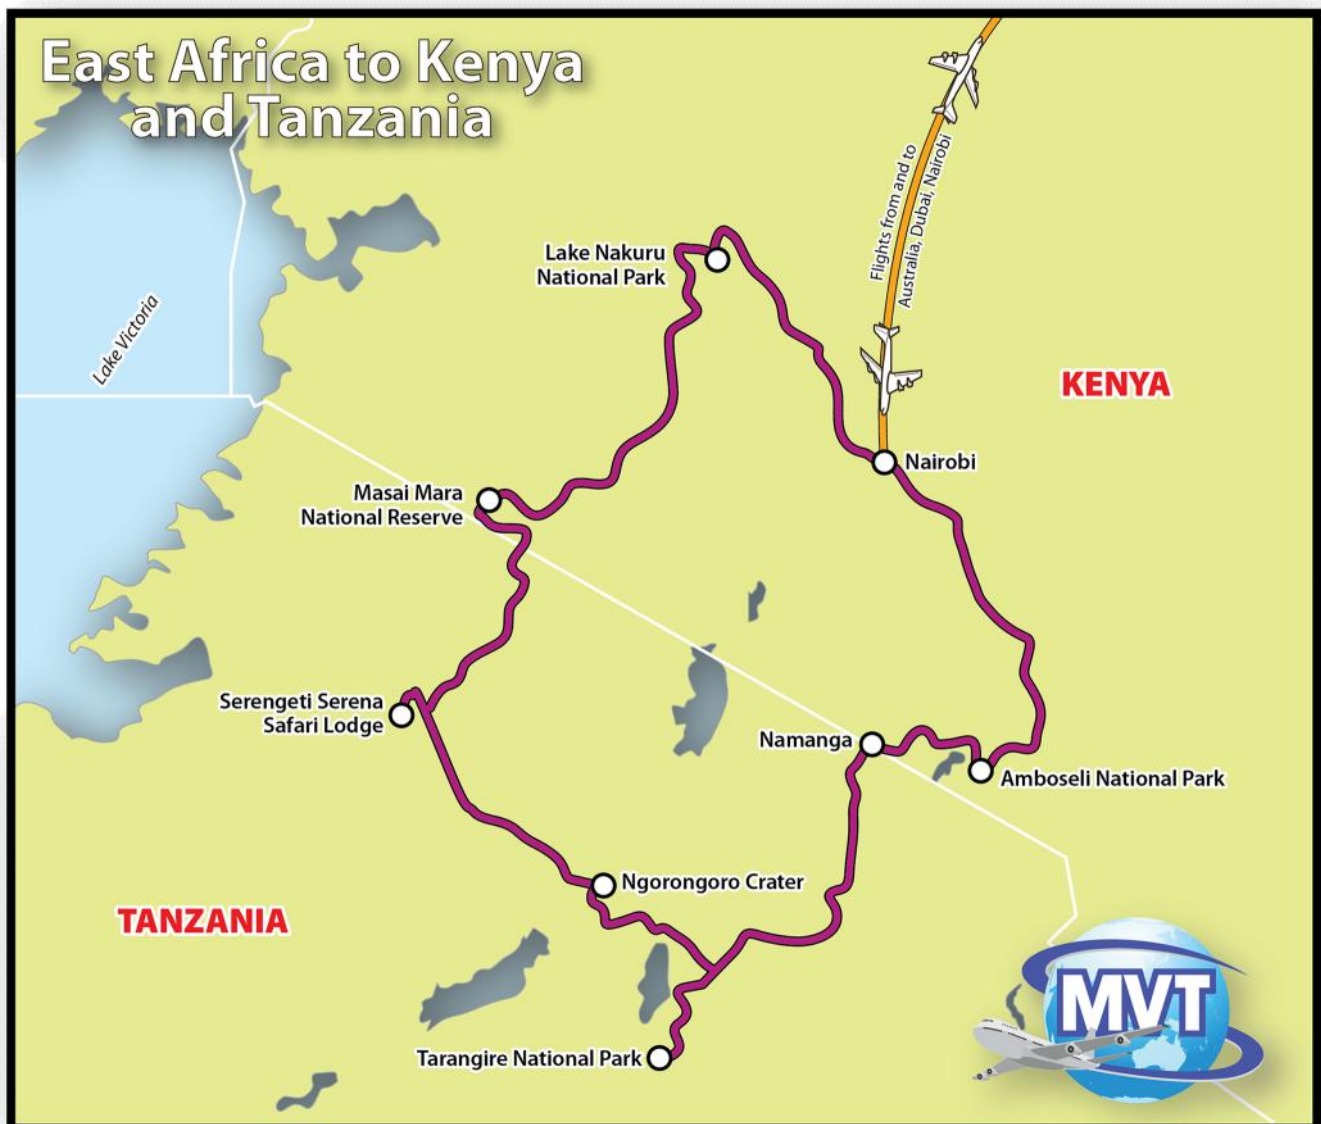 East Africa to Kenya
and Tanzania
Flights from and to
Australia, Dubai, Nairobi
Lake Nakuru
National Park
Lake Victoria
KENYA
Nairobi
Masai Mara
National Reserve
Serengeti Serena
Safari Lodge
Namanga
Amboseli National Park
Ngorongoro Crater
TANZANIA
MVT
Tarangire National Park